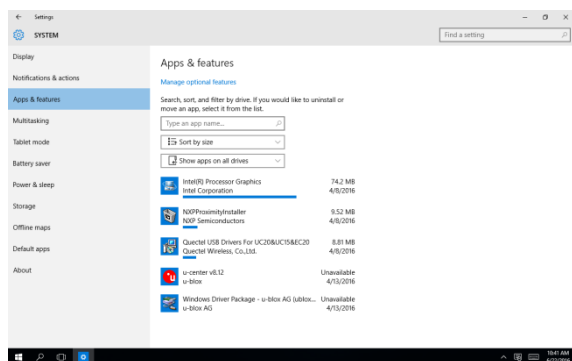 Settings
SYSTEM
Find a setting
Display
Notifications & actions
Apps & features
Multitasking
Tablet mode
Battery saver
Power & sleep
Storage
Offline maps
Default apps
About
Apps & features
Manage optional features
Search, sort, and filter by drive. If you would like to uninstall or
move an app, select it from the list.
Type an app name...
Sort by size
Show apps on all drives
Intel(R) Processor Graphics 74.2 MB
Intel Corporation 4/8/2016
NXPProximityInstaller 9.52 MB
NXP Semiconductors 4/8/2016
Quectel USB Drivers For UC20&UC15&EC20 8.81 MB
Quectel Wireless, Co.,Ltd. 4/8/2016
u-center v8.12 Unavailable
u-blox 4/13/2016
Windows Driver Package - u-blox AG (ublox... Unavailable
u-blox AG 4/13/2016
10:41 AM